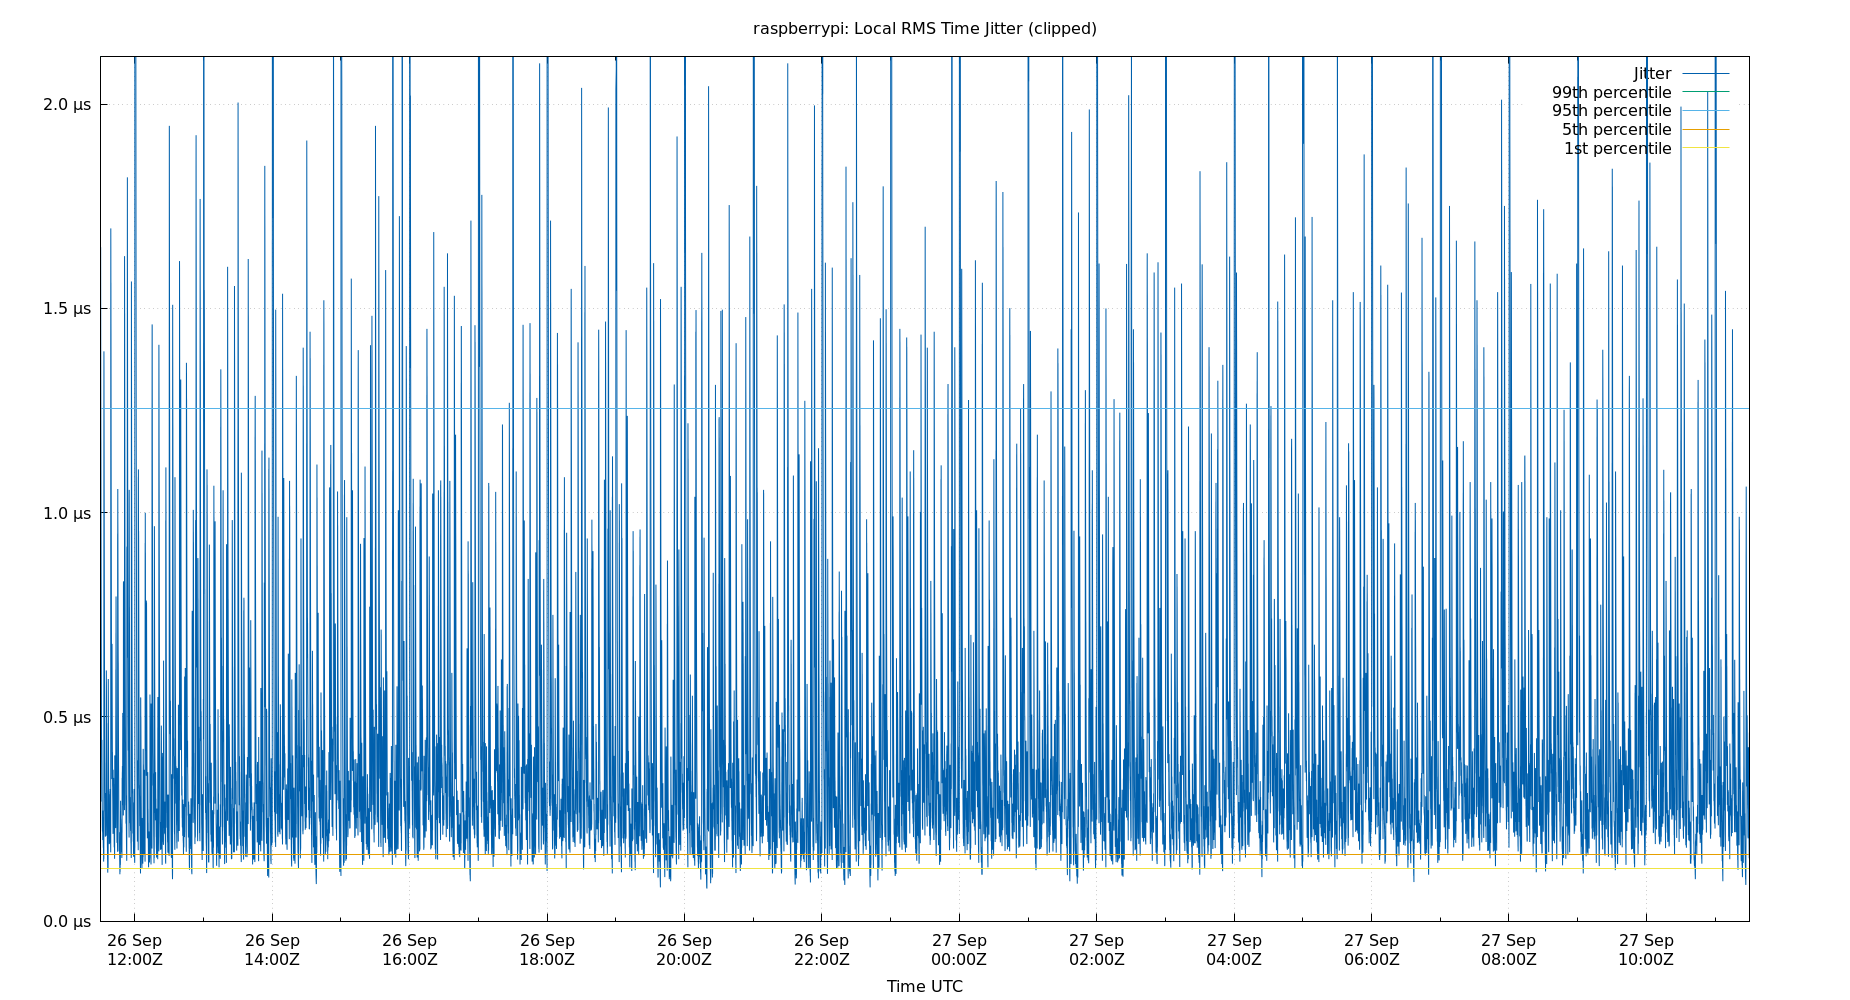 raspberrypi: Local RMS Time Jitter (clipped)
Jitter
99th percentile
95th percentile
5th percentile
1st percentile
2.0 µs
1.5 µs
1.0 µs
0.5 µs
0.0 µs
26 Sep 26 Sep 26 Sep 26 Sep 26 Sep 26 Sep 27 Sep 27 Sep 27 Sep 27 Sep 27 Sep 27 Sep
12:00Z 14:00Z 16:00Z 18:00Z 20:00Z 22:00Z 00:00Z 02:00Z 04:00Z 06:00Z 08:00Z 10:00Z
Time UTC